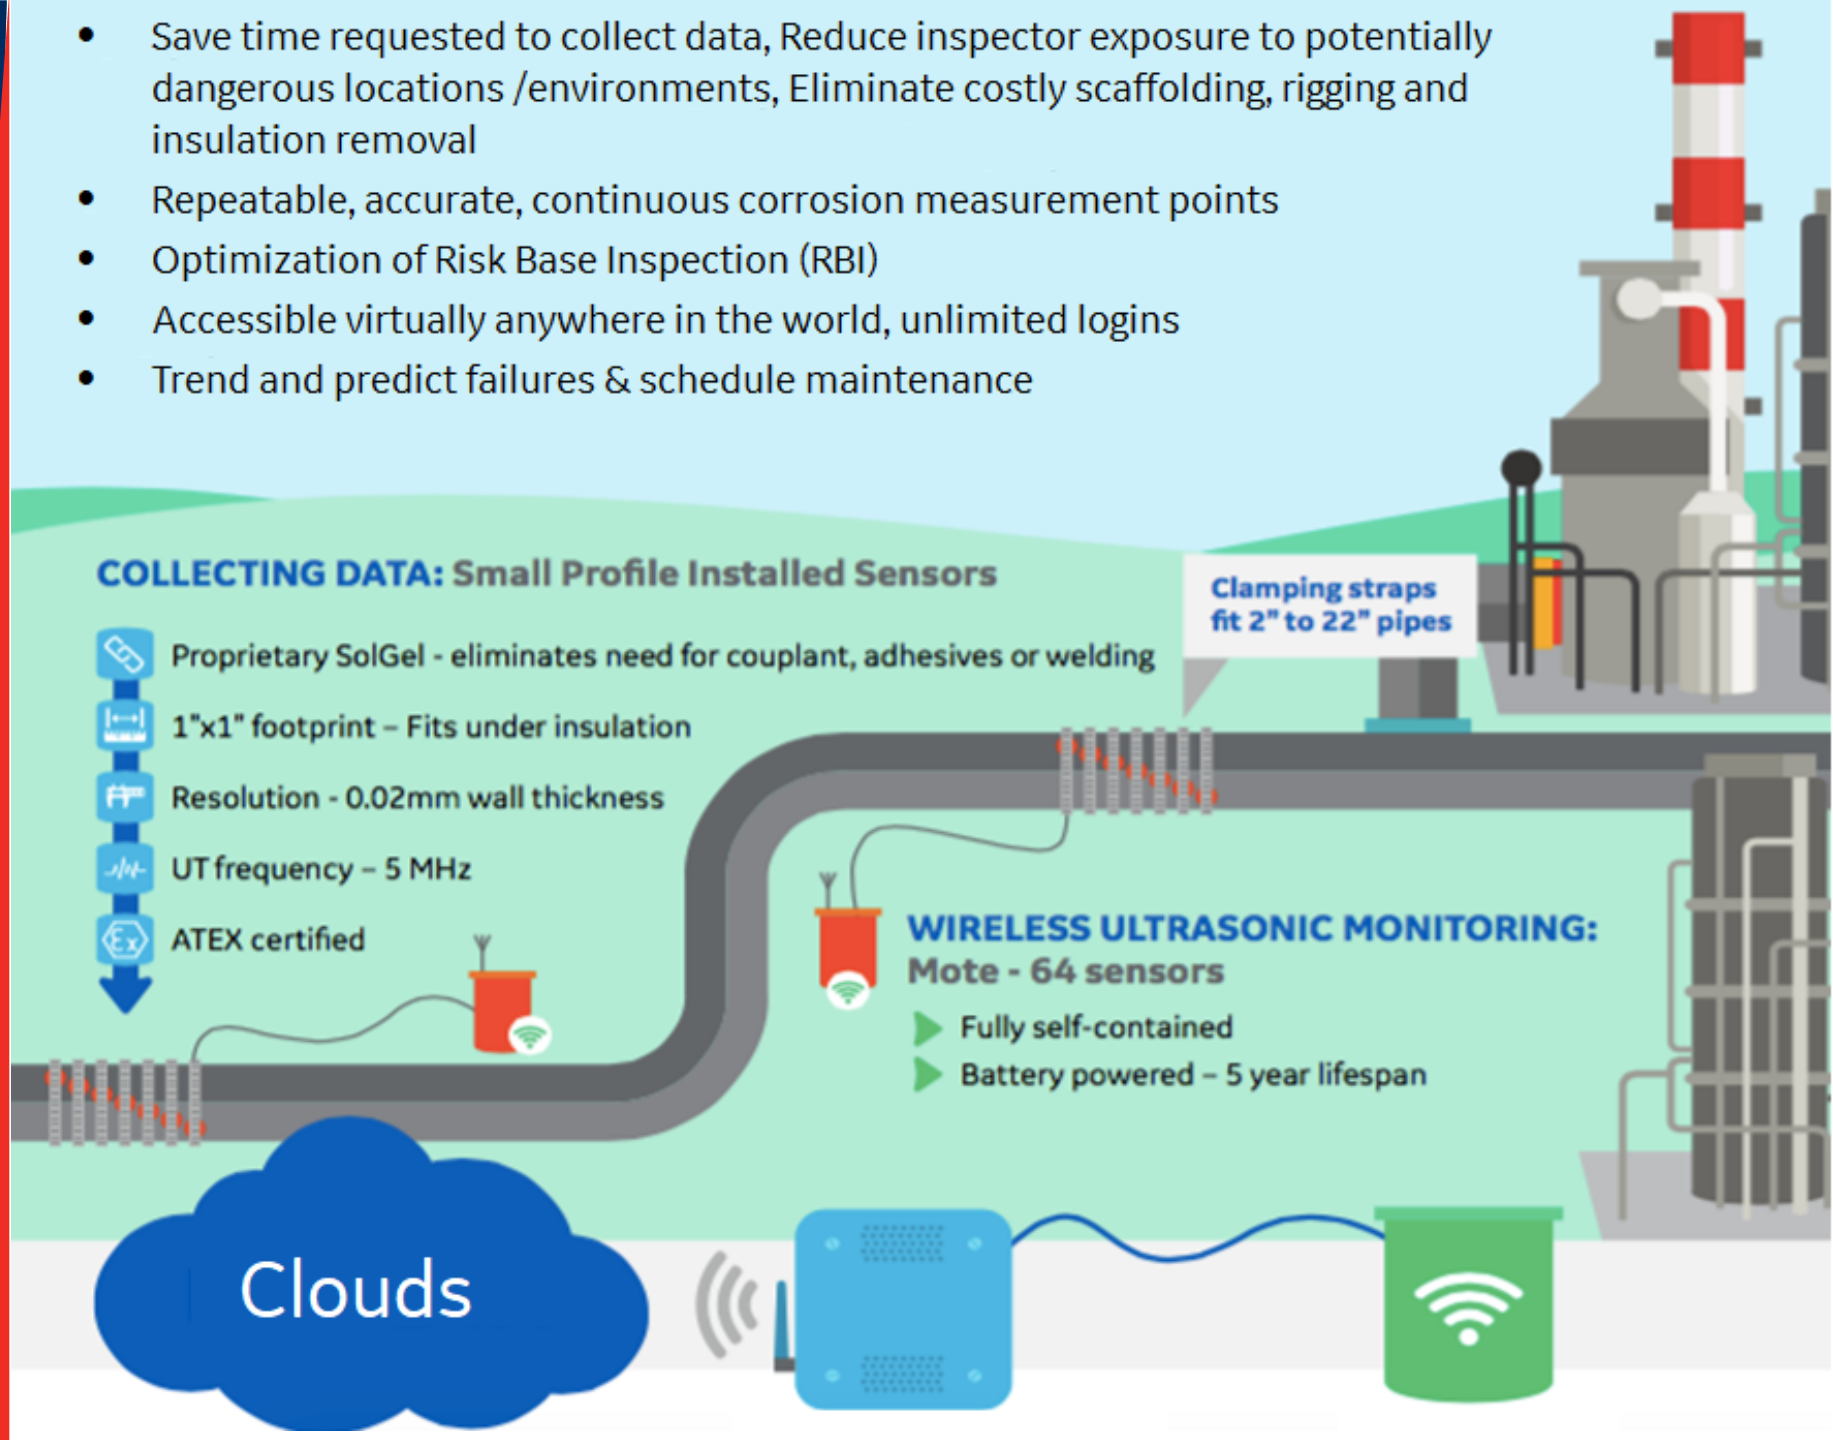 • Save time requested to collect data, Reduce inspector exposure to potentially
dangerous locations /environments, Eliminate costly scaffolding, rigging and
insulation removal
• Repeatable, accurate, continuous corrosion measurement points
• Optimization of Risk Base Inspection (RBI)
• Accessible virtually anywhere in the world, unlimited logins
• Trend and predict failures & schedule maintenance
COLLECTING DATA: Small Profile Installed Sensors
Clamping straps
fit 2” to 22” pipes
Proprietary SolGel - eliminates need for couplant, adhesives or welding
1”x1” footprint – Fits under insulation
Resolution - 0.02mm wall thickness
UT frequency – 5 MHz
Ex
ATEX certified
WIRELESS ULTRASONIC MONITORING:
Mote - 64 sensors
Fully self-contained
Battery powered – 5 year lifespan
Clouds